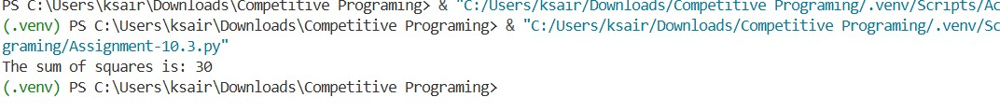 PS C:\Users\ksair\Downloads\Competitive Programing> & "C:/Users/ksair/Downloads/Competitive Programing/.venv/Scripts/Ac
(.venv) PS C:\Users\ksair\Downloads\Competitive Programing> & "C:/Users/ksair/Downloads/Competitive Programing/.venv/Sc
graming/Assignment-10.3.py"
The sum of squares is: 30
(.venv) PS C:\Users\ksair\Downloads\Competitive Programing>